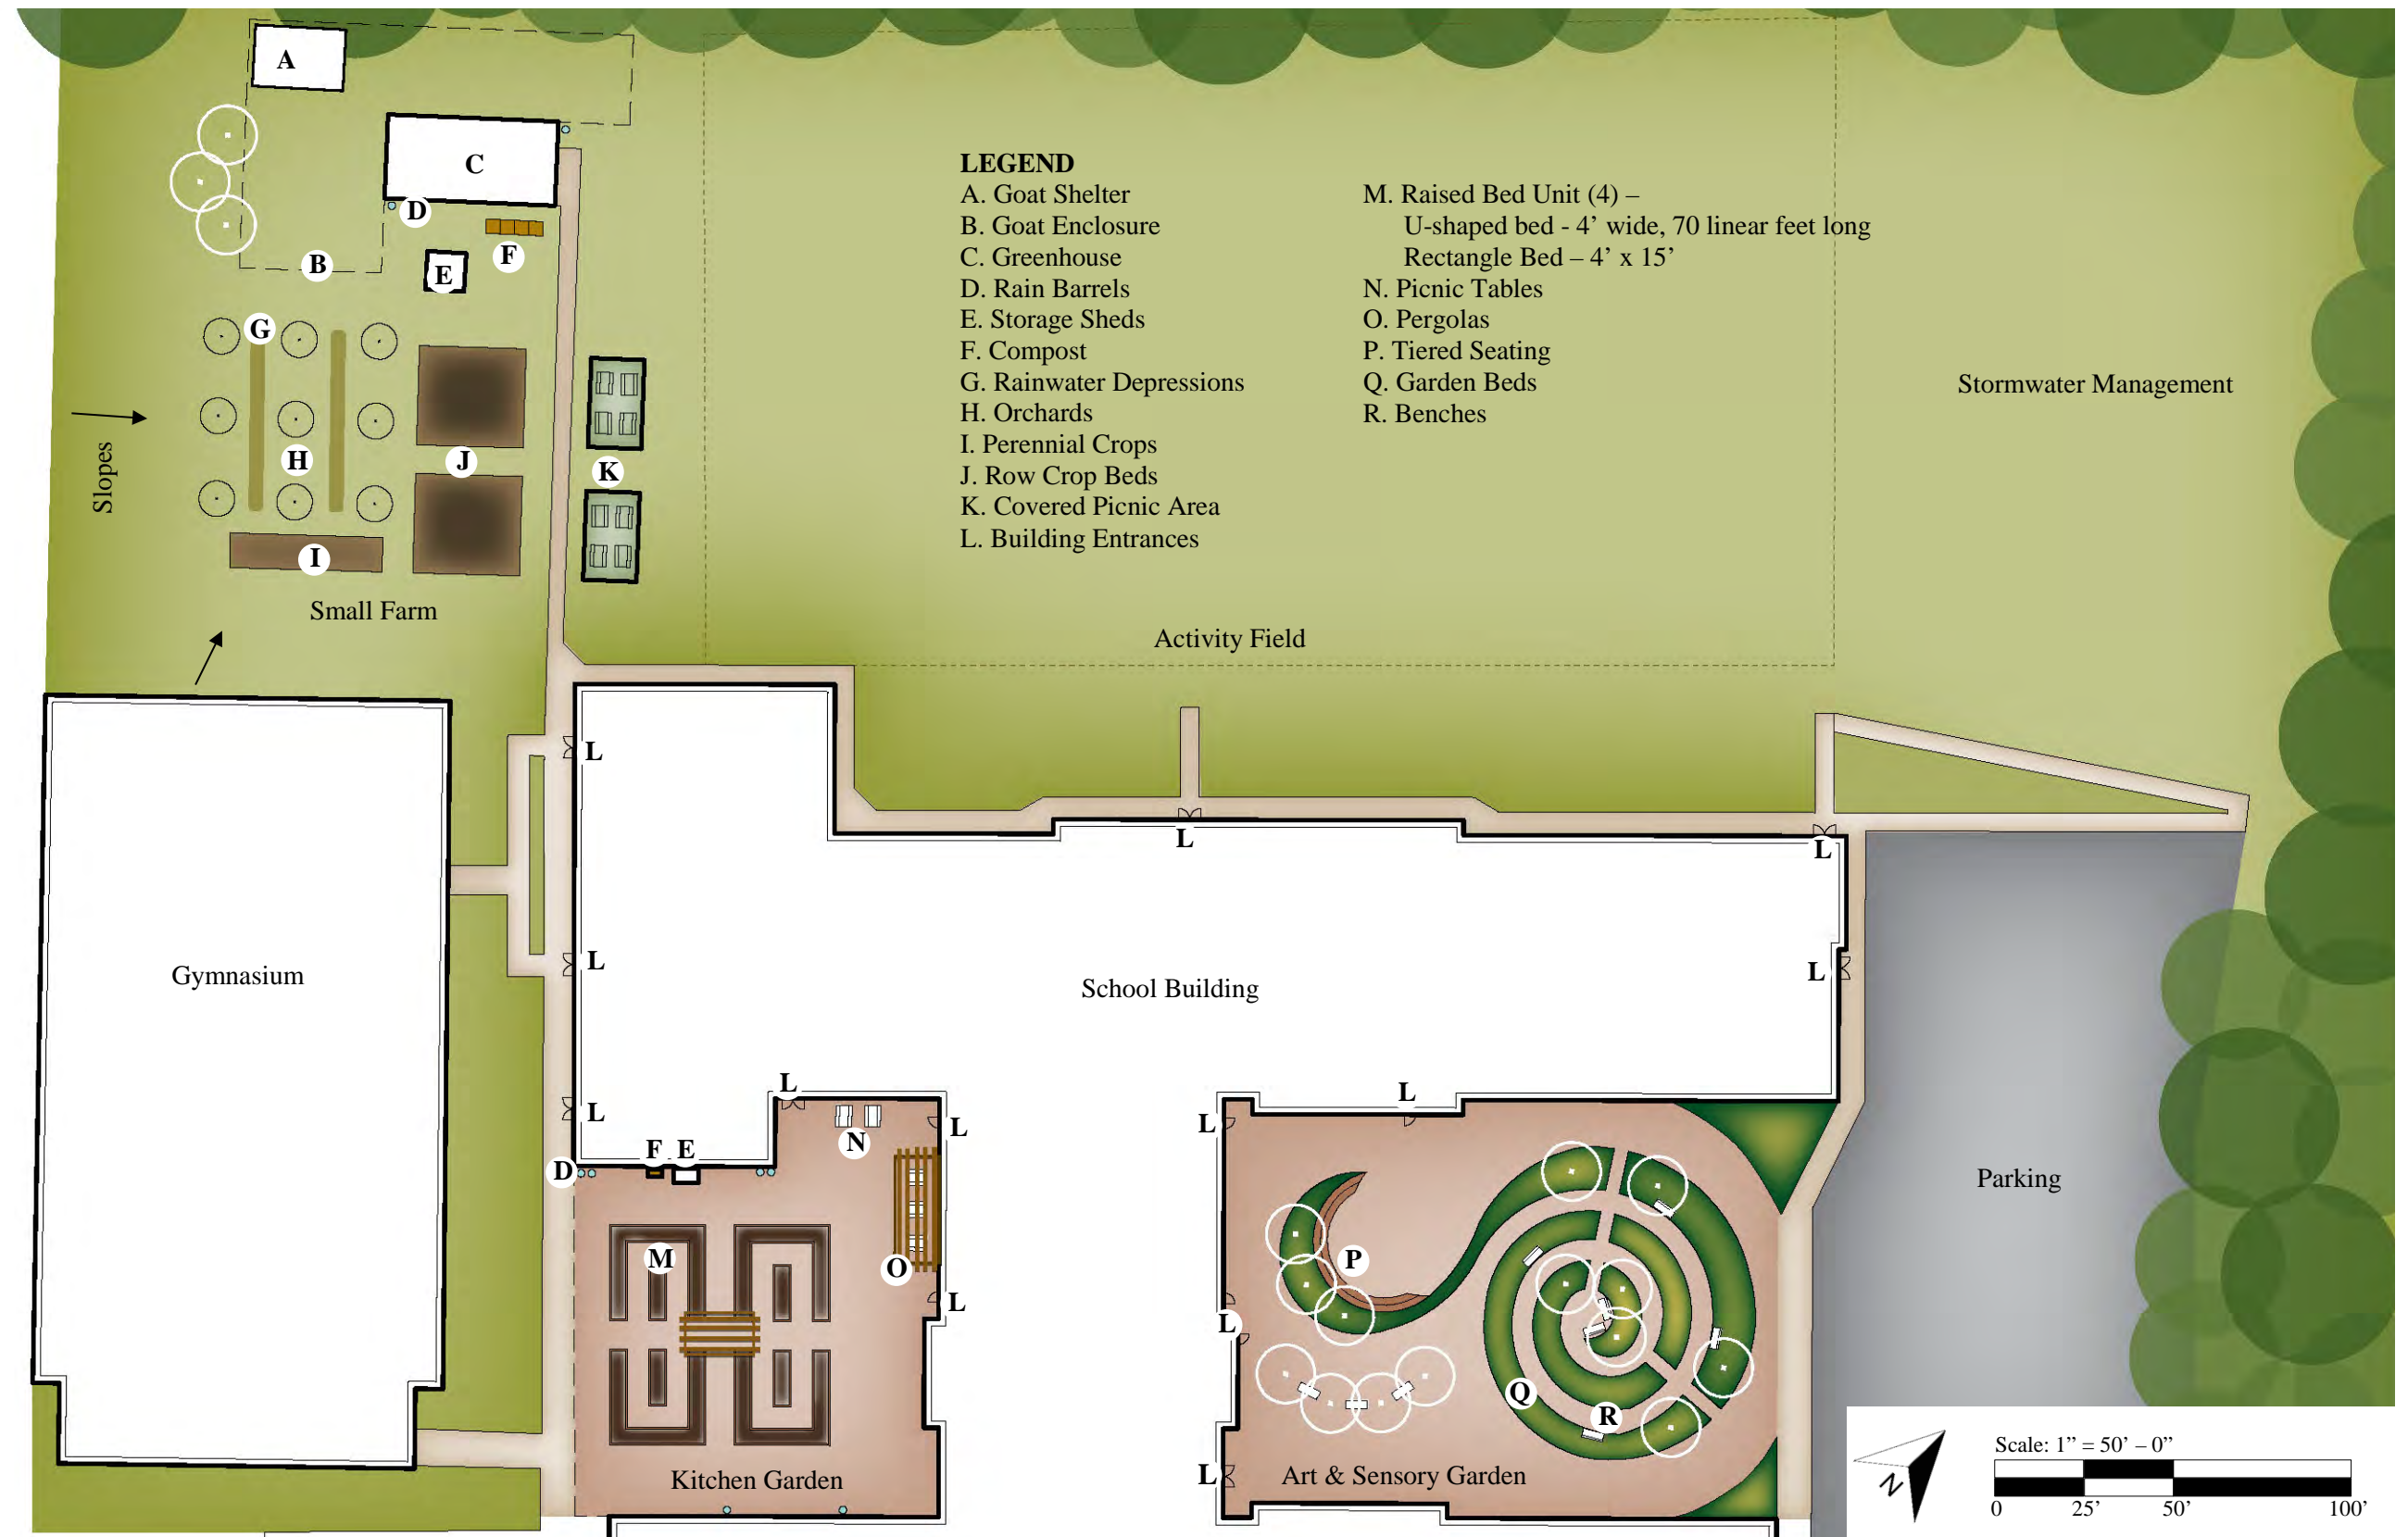 A
C
D
F
E
B
G
H
J
K
I
Slopes
Small Farm
LEGEND
A. Goat Shelter
B. Goat Enclosure
C. Greenhouse
D. Rain Barrels
E. Storage Sheds
F. Compost
G. Rainwater Depressions
H. Orchards
I. Perennial Crops
J. Row Crop Beds
K. Covered Picnic Area
L. Building Entrances
M. Raised Bed Unit (4) –
U-shaped bed - 4’ wide, 70 linear feet long
Rectangle Bed – 4’ x 15’
N. Picnic Tables
O. Pergolas
P. Tiered Seating
Q. Garden Beds
R. Benches
Stormwater Management
Activity Field
L
L
L
L
L
L
Gymnasium
School Building
L
L
L
L
L
N
D
F
E
M
O
L
Kitchen Garden
P
L
Q
R
L
Art & Sensory Garden
Parking
N
Scale: 1” = 50’ – 0”
0 25’ 50’ 100’